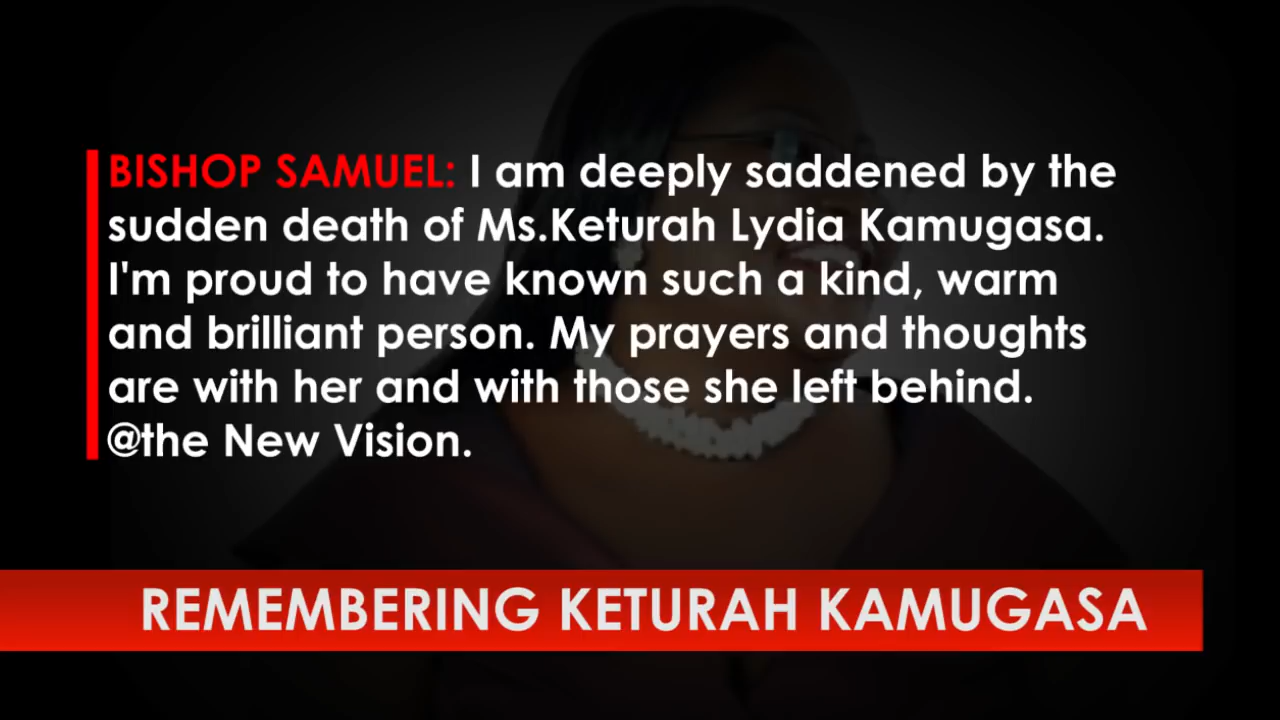 BISHOP SAMUEL: I am deeply saddened by the
sudden death of Ms.Keturah Lydia Kamugasa.
I'm proud to have known such a kind, warm
and brilliant person. My prayers and thoughts
are with her and with those she left behind.
@the New Vision.
REMEMBERING KETURAH KAMUGASA